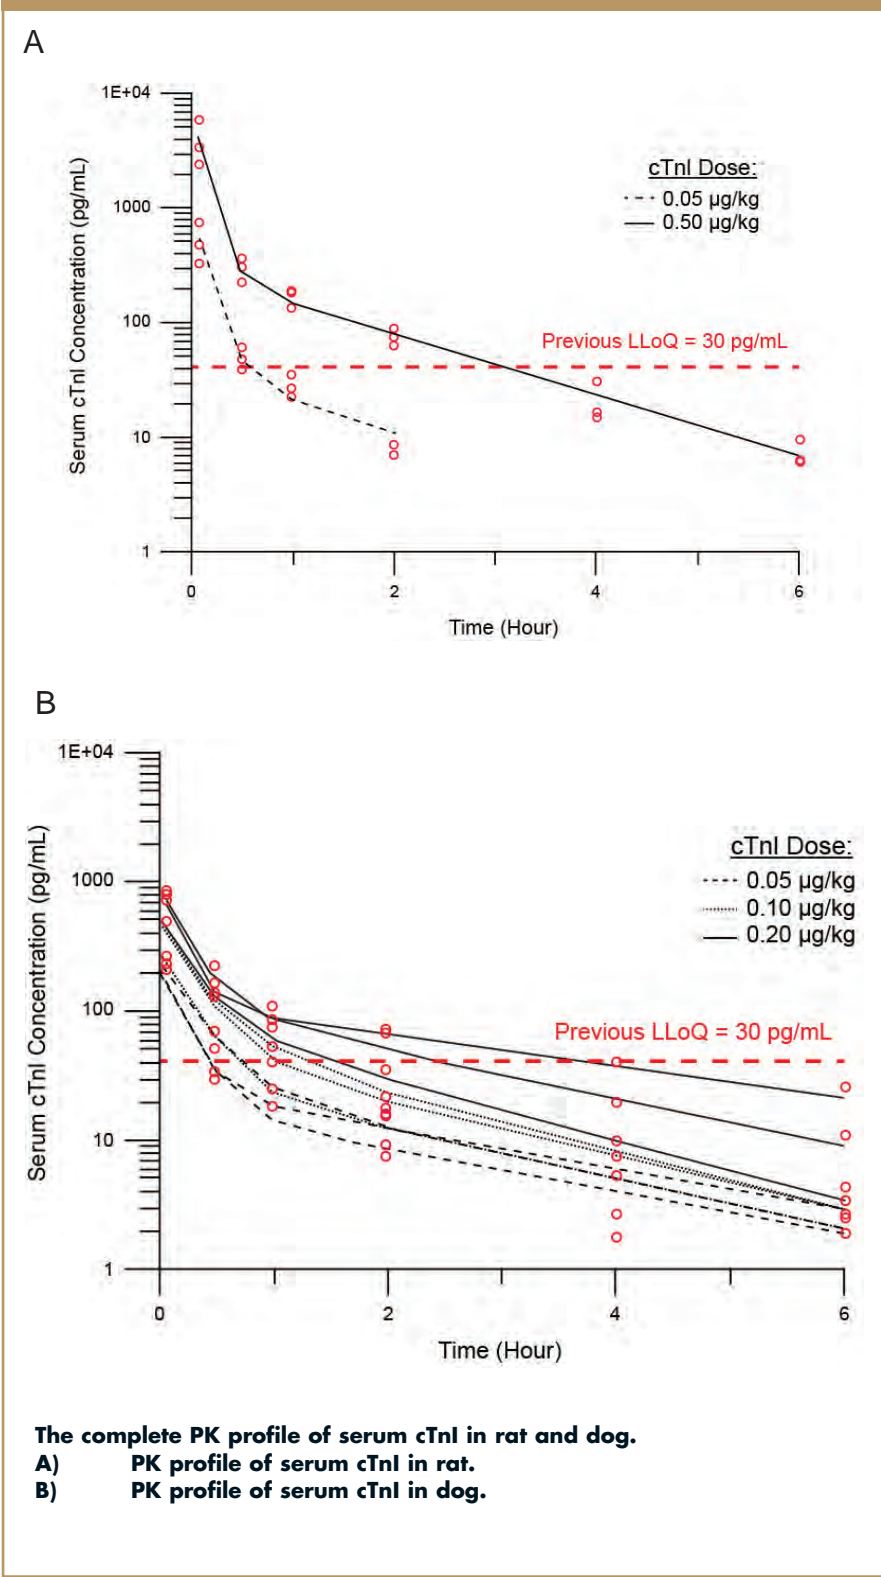 A
1E+04
1000
100
10
1
Serum cTnI Concentration (pg/mL)
cTnI Dose:
0.05 µg/kg
0.50 µg/kg
Previous LLoQ = 30 pg/mL
0 2 4 6
Time (Hour)
B
1E+04
1000
100
10
1
Serum cTnI Concentration (pg/mL)
cTnI Dose:
0.05 µg/kg
0.10 µg/kg
0.20 µg/kg
Previous LLoQ = 30 pg/mL
0 2 4 6
Time (Hour)
The complete PK profile of serum cTnI in rat and dog.
A) PK profile of serum cTnI in rat.
B) PK profile of serum cTnI in dog.